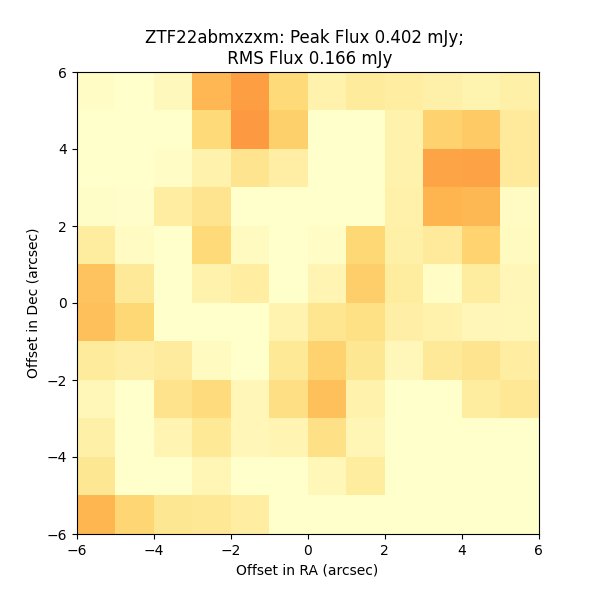 ZTF22abmxzxm: Peak Flux 0.402 mJy;
RMS Flux 0.166 mJy
6
4
2
0
−2
−4
−6
Offset in Dec (arcsec)
−6 −4 −2 0 2 4 6
Offset in RA (arcsec)